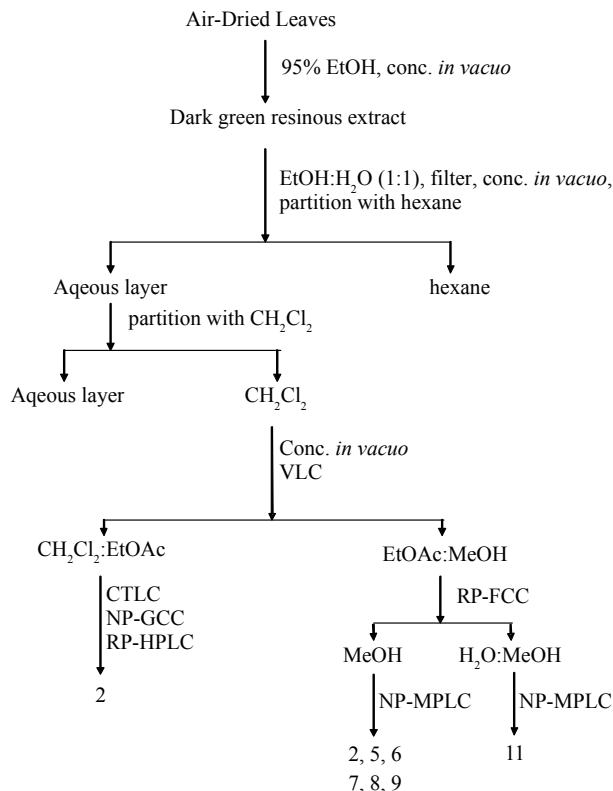 Air-Dried Leaves
95% EtOH, conc. in vacuo
Dark green resinous extract
EtOH:H₂O (1:1), filter, conc. in vacuo,
partition with hexane
Aqeous layer
hexane
partition with CH₂Cl₂
Aqeous layer
CH₂Cl₂
Conc. in vacuo
VLC
CH₂Cl₂:EtOAc
EtOAc:MeOH
CTLC
NP-GCC
RP-HPLC
RP-FCC
MeOH
H₂O:MeOH
2
NP-MPLC
NP-MPLC
2, 5, 6
7, 8, 9
11